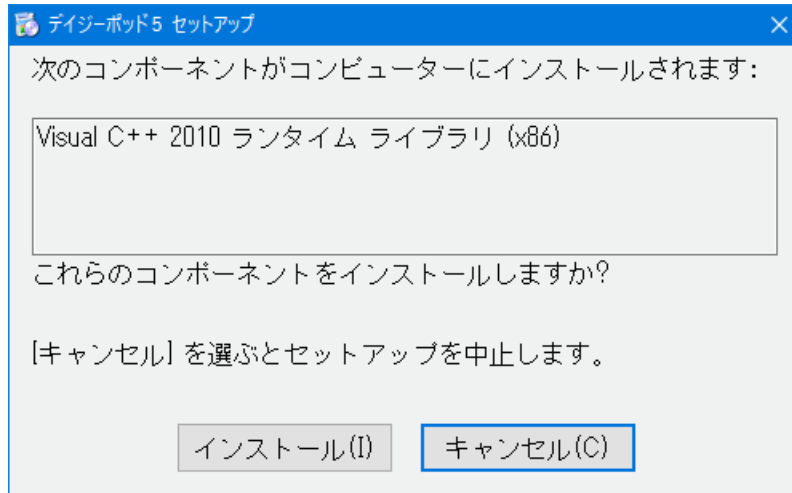 デイジーポッド5 セットアップ
次のコンポーネントがコンピューターにインストールされます:
Visual C++ 2010 ランタイム ライブラリ (x86)
これらのコンポーネントをインストールしますか?
[キャンセル] を選ぶとセットアップを中止します。
インストール(I) キャンセル(C)